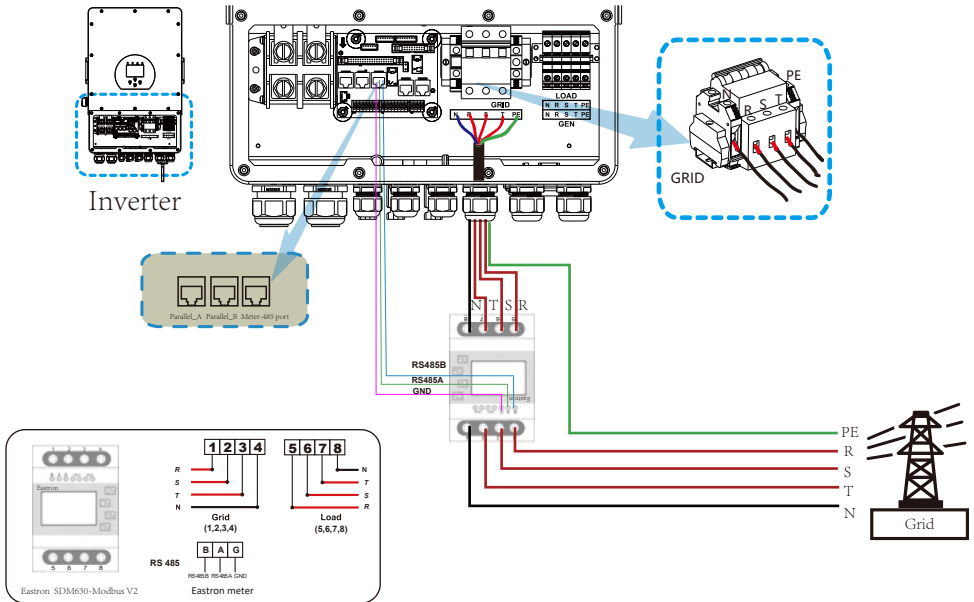 Inverter
GRID
N R S T PE
LOAD
N R S T PE
N R S T PE
GEN
PE
R S T
GRID
Parallel_A Parallel_B Meter-485 port
N T S R
8 7 6 5
RS485B
RS485A
GND
Eastron
PE
R
S
T
N
Grid
Eastron
5 6 7 8
Eastron SDM630-Modbus V2
1 2 3 4
R
S
T
N
Grid
(1,2,3,4)
5 6 7 8
N
T
S
R
Load
(5,6,7,8)
RS 485
B A G
RS485B RS485A GND
Eastron meter